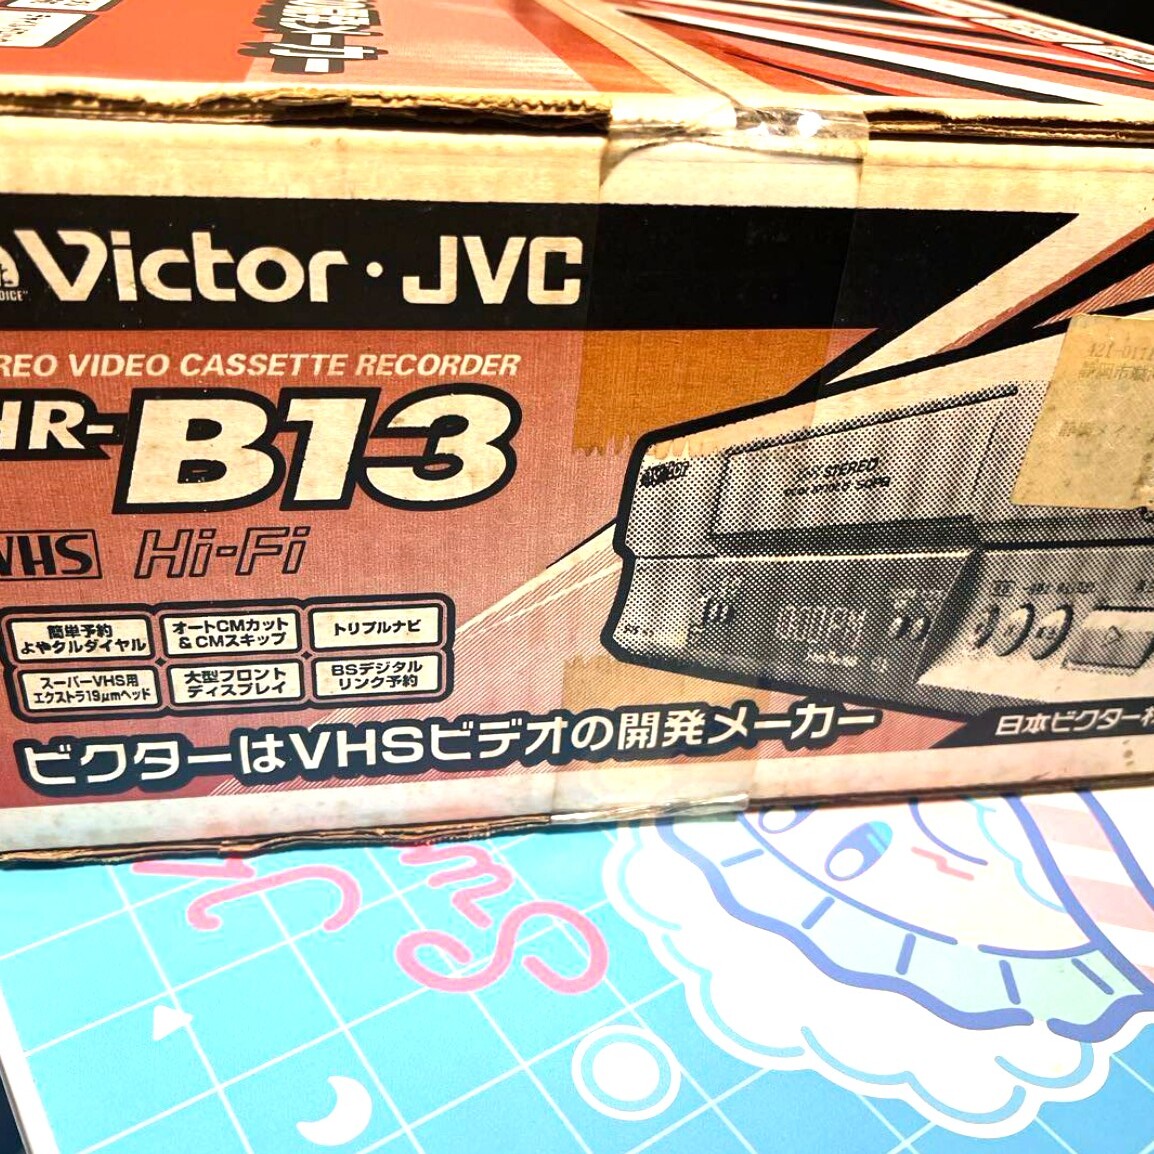 Victor・JVC
REO VIDEO CASSETTE RECORDER
HR-B13
VHS Hi-Fi
簡単予約
よやクルダイヤル
オートCMカット
&CMスキップ
トリプルナビ
スーパーVHS用
エクストラ19μmヘッド
大型フロント
ディスプレイ
BSデジタル
リンク予約
ビクターはVHSビデオの開発メーカー
日本ビクター